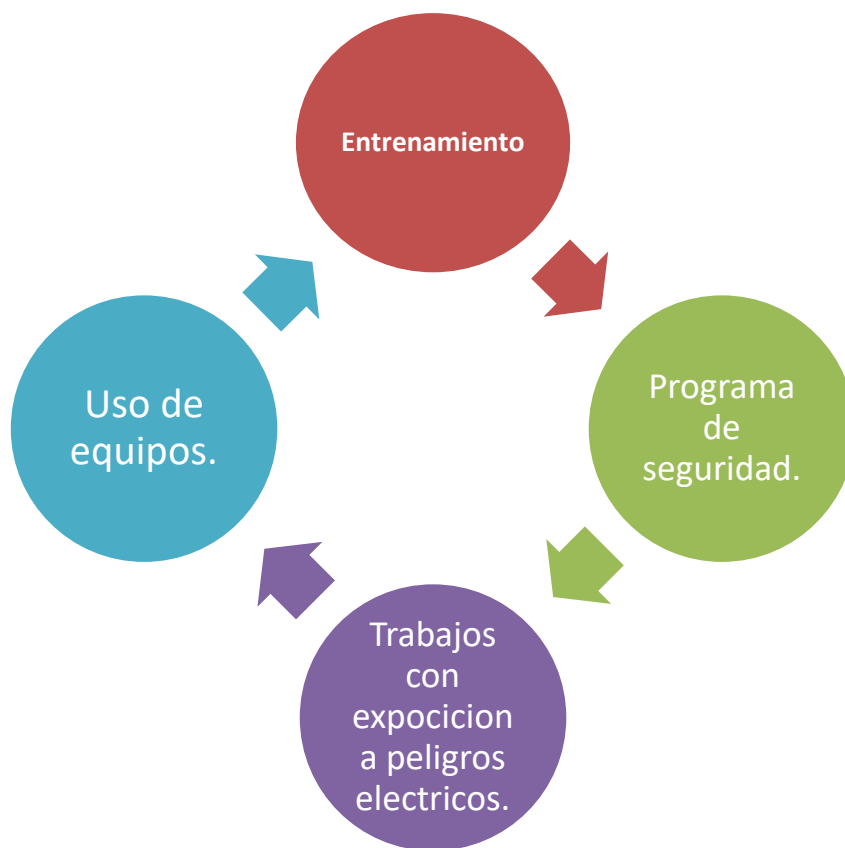 Entrenamiento
Programa
de
seguridad.
Trabajos
con
expocicion
a peligros
electricos.
Uso de
equipos.